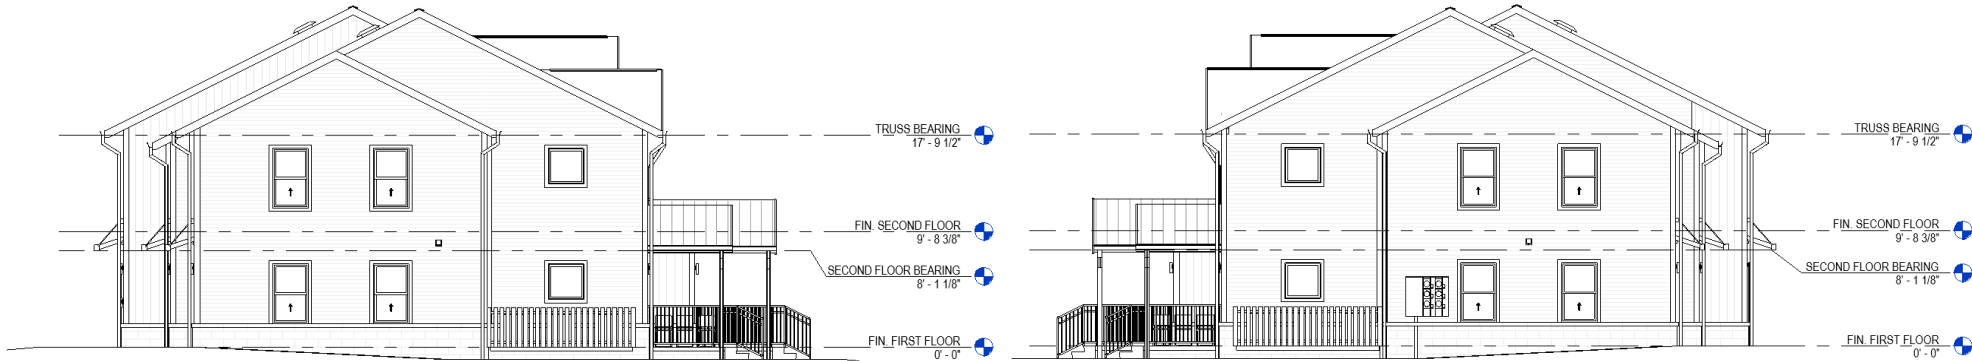 TRUSS BEARING
17' - 9 1/2"
FIN. SECOND FLOOR
9' - 8 3/8"
SECOND FLOOR BEARING
8' - 1 1/8"
FIN. FIRST FLOOR
0' - 0"
TRUSS BEARING
17' - 9 1/2"
FIN. SECOND FLOOR
9' - 8 3/8"
SECOND FLOOR BEARING
8' - 1 1/8"
FIN. FIRST FLOOR
0' - 0"